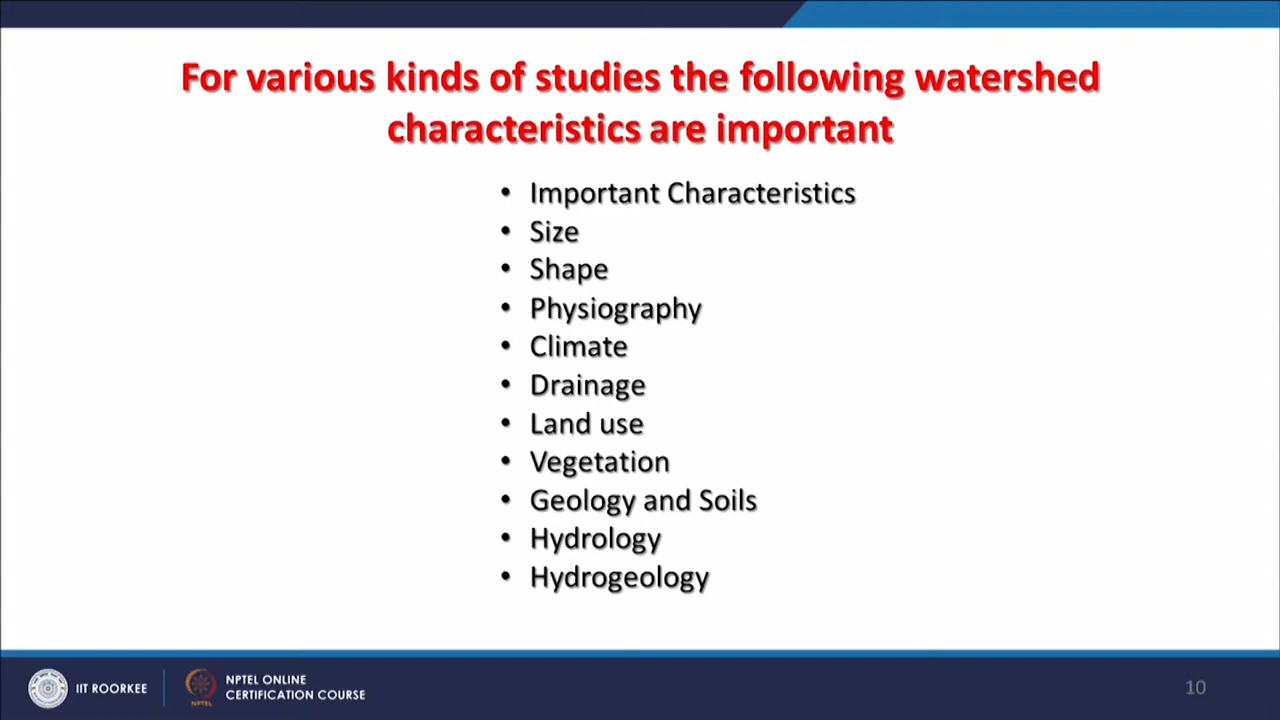 For various kinds of studies the following watershed
characteristics are important
• Important Characteristics
• Size
• Shape
• Physiography
• Climate
• Drainage
• Land use
• Vegetation
• Geology and Soils
• Hydrology
• Hydrogeology
IIT ROORKEE
NPTEL
NPTEL ONLINE
CERTIFICATION COURSE
10